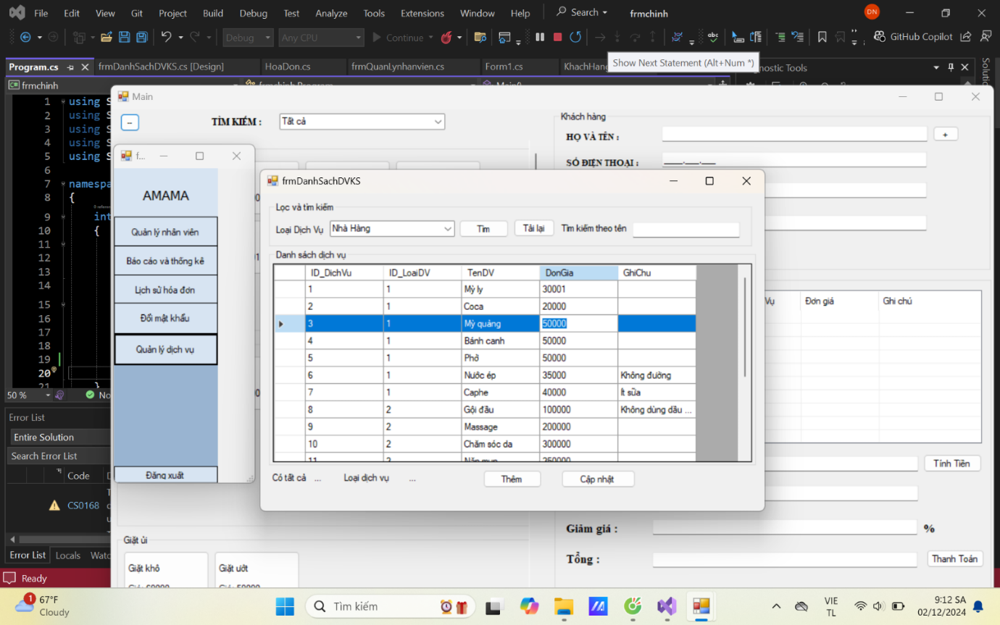 File Edit View Git Project Build Debug Test Analyze Tools Extensions Window Help Search frmchinh DN
Debug Any CPU Continue GitHub Copilot
Show Next Statement (Alt+Num *)
Program.cs frmDanhSachDVKS.cs [Design] HoaDon.cs frmQuanLynhanvien.cs Form1.cs
frmchinh
1 using
2 using
3 using
4 using
5 using
6
7 namespa
8 {
9 int
10 {
11
12
13
14
15
16
17
18
19
20
21
50 %
Error List
Entire Solution
Search Error List
Code
CS0168
Error List Locals
Ready
Main
TÌM KIẾM : Tất cả
Khách hàng
HỌ VÀ TÊN : +
SỐ ĐIỆN THOẠI :
AMAMA
Quản lý nhân viên
Báo cáo và thống kê
Lịch sử hóa đơn
Đổi mật khẩu
Quản lý dịch vụ
Đăng xuất
frmDanhSachDVKS
Lọc và tìm kiếm
Loại Dịch Vụ Nhà Hàng Tìm Tải lại Tìm kiếm theo tên
Danh sách dịch vụ
ID_DichVu ID_LoaiDV TenDV DonGia GhiChu
1 1 Mỳ ly 30001
2 1 Coca 20000
3 1 Mỳ quảng 50000
4 1 Bánh canh 50000
5 1 Phở 50000
6 1 Nước ép 35000 Không đường
7 1 Caphe 40000 Ít sữa
8 2 Gội đầu 100000 Không dùng dầu ...
9 2 Massage 200000
10 2 Chăm sóc da 300000
Có tất cả ... Loại dịch vụ ... Thêm Cập nhật
Vụ Đơn giá Ghi chú
Tính Tiền
Giảm giá : %
Tổng : Thanh Toán
Giặt ủi
Giặt khô Giặt ướt
67°F
Cloudy
1
Tìm kiếm
VIE
TL
9:12 SA
02/12/2024